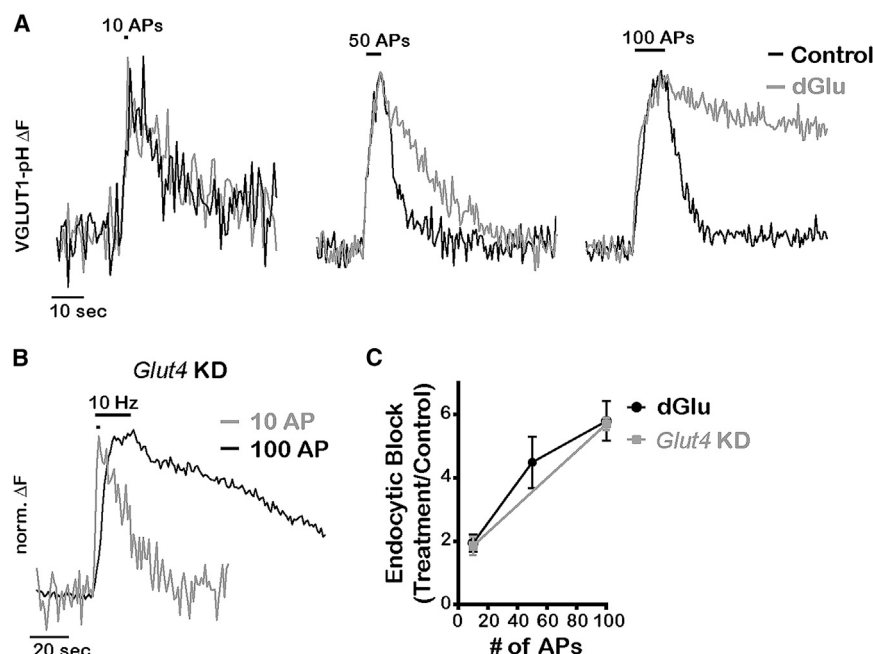 A
10 APs
50 APs
100 APs
Control
dGlu
VGLUT1-pH ΔF
10 sec
B
Glut4 KD
10 Hz
10 AP
100 AP
norm. ΔF
20 sec
C
dGlu
Glut4 KD
Endocytic Block
(Treatment/Control)
6
4
2
0
0 20 40 60 80 100
# of APs